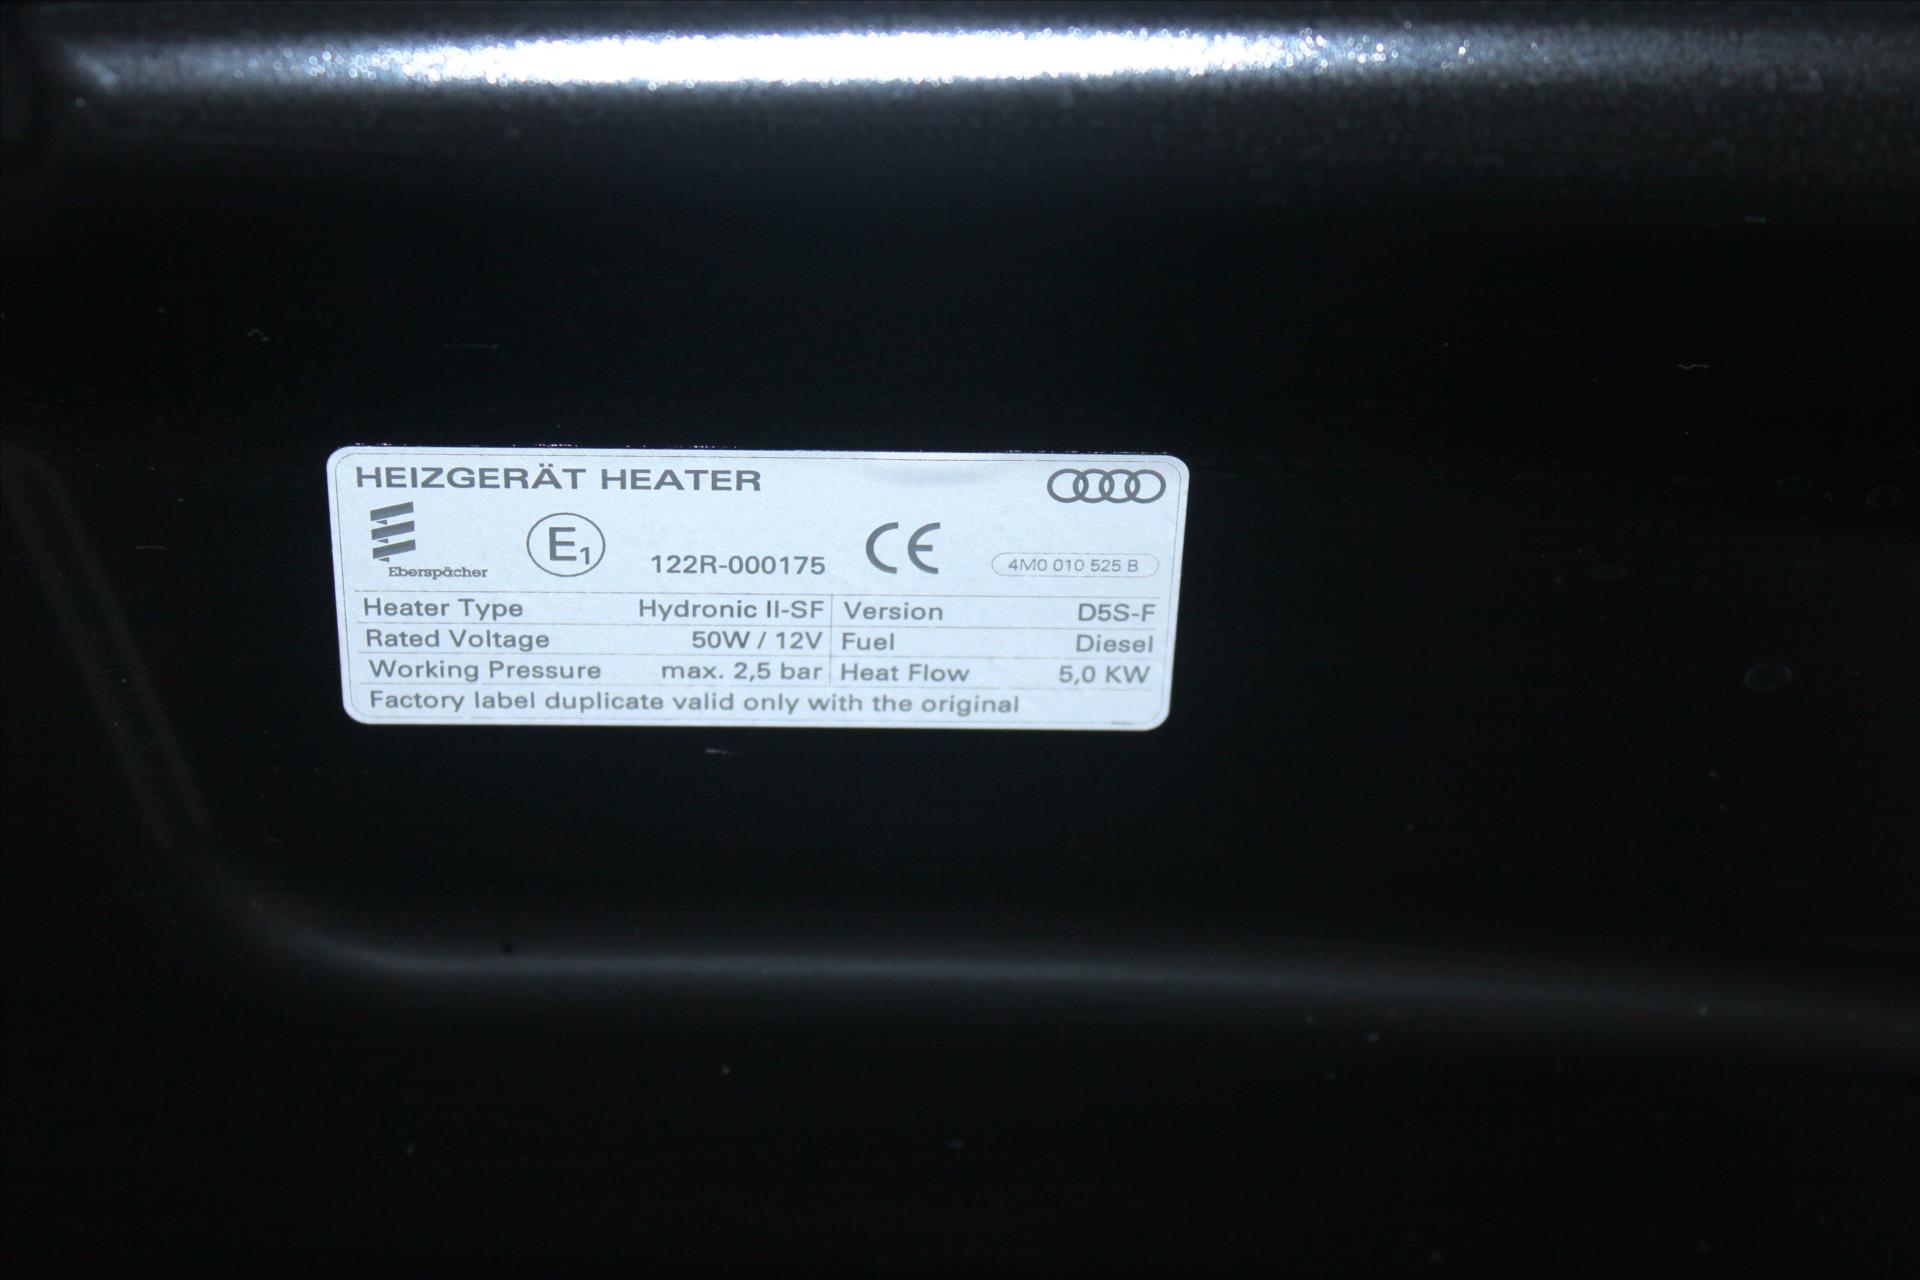 HEIZGERÄT HEATER
Eberspächer
E1
122R-000175
CE
4M0 010 525 B
Heater Type Hydronic II-SF Version D5S-F
Rated Voltage 50W / 12V Fuel Diesel
Working Pressure max. 2,5 bar Heat Flow 5,0 KW
Factory label duplicate valid only with the original